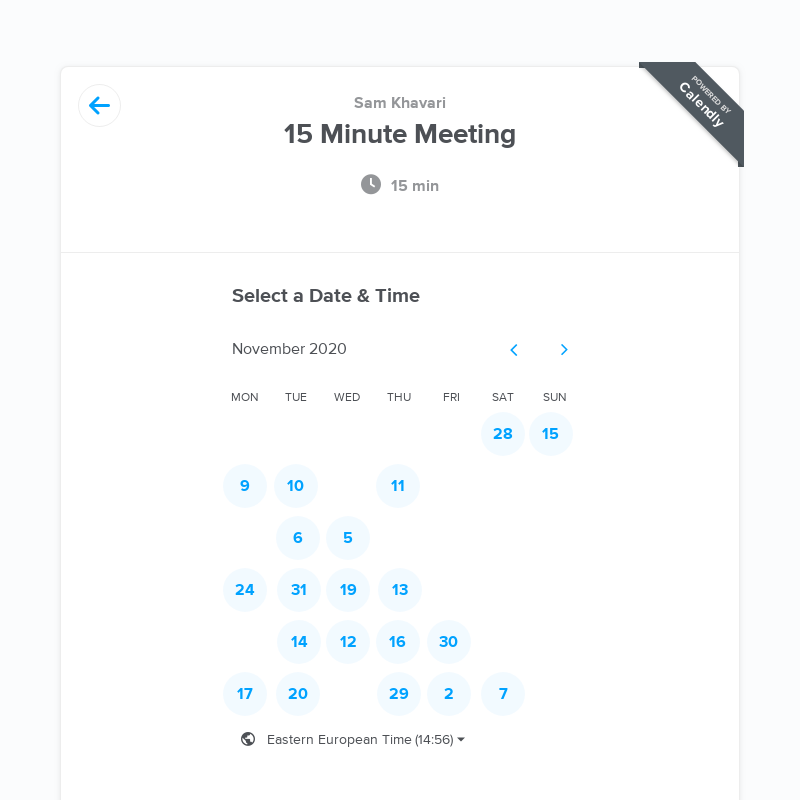 Sam Khavari
15 Minute Meeting
15 min
POWERED BY
Calendly
Select a Date & Time
November 2020
MON TUE WED THU FRI SAT SUN
28 15
9 10 11
6 5
24 31 19 13
14 12 16 30
17 20 29 2 7
Eastern European Time (14:56)